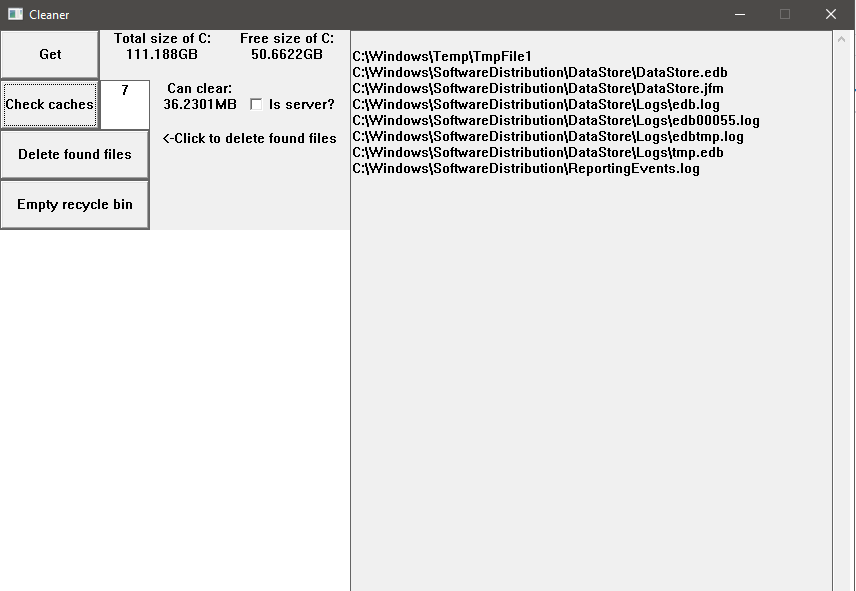 Cleaner
Get
Total size of C:
111.188GB
Free size of C:
50.6622GB
Check caches
7
Can clear:
36.2301MB
Is server?
Delete found files
<-Click to delete found files
Empty recycle bin
C:\Windows\Temp\TmpFile1
C:\Windows\SoftwareDistribution\DataStore\DataStore.edb
C:\Windows\SoftwareDistribution\DataStore\DataStore.jfm
C:\Windows\SoftwareDistribution\DataStore\Logs\edb.log
C:\Windows\SoftwareDistribution\DataStore\Logs\edb00055.log
C:\Windows\SoftwareDistribution\DataStore\Logs\edbtmp.log
C:\Windows\SoftwareDistribution\DataStore\Logs\tmp.edb
C:\Windows\SoftwareDistribution\ReportingEvents.log